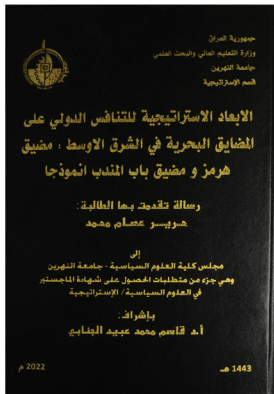 جمهورية العراق
وزارة التعليم العالي والبحث العلمي
جامعة النهرين
قسم الإستراتيجية
الابعاد الاستراتيجية للتنافس الدولي على
المضايق البحرية في الشرق الاوسط : مضيق
هرمز و مضيق باب المندب انموذجا
رسالة تقدمت بها الطالبة:
هرير عصام محمد
إلى
مجلس كلية العلوم السياسية - جامعة النهرين
وهي جزء من متطلبات الحصول على شهادة الماجستير
في العلوم السياسية/ الإستراتيجية
بإشراف:
أ.د قاسم محمد عبيد الجنابي
1443 هـ
2022 م